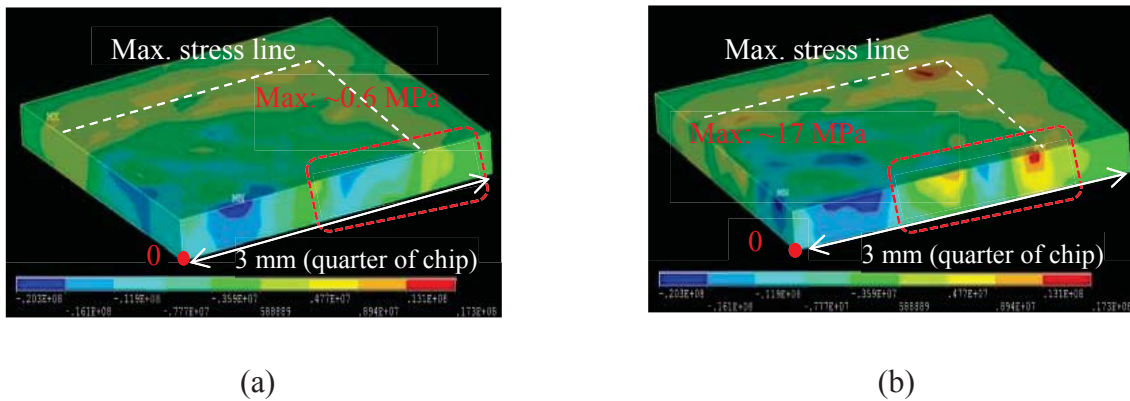 Max. stress line
Max: ~0.6 MPa
MX
MN
0
3 mm (quarter of chip)
-.203E+08 -.119E+08 -.359E+07 .477E+07 .131E+08
-.161E+08 -.777E+07 588889 .894E+07 .173E+08
(a)
Max. stress line
Max: ~17 MPa
MN
0
3 mm (quarter of chip)
-.203E+08 -.119E+08 -.359E+07 .477E+07 .131E+08
-.161E+08 -.777E+07 588889 .894E+07 .173E+08
(b)